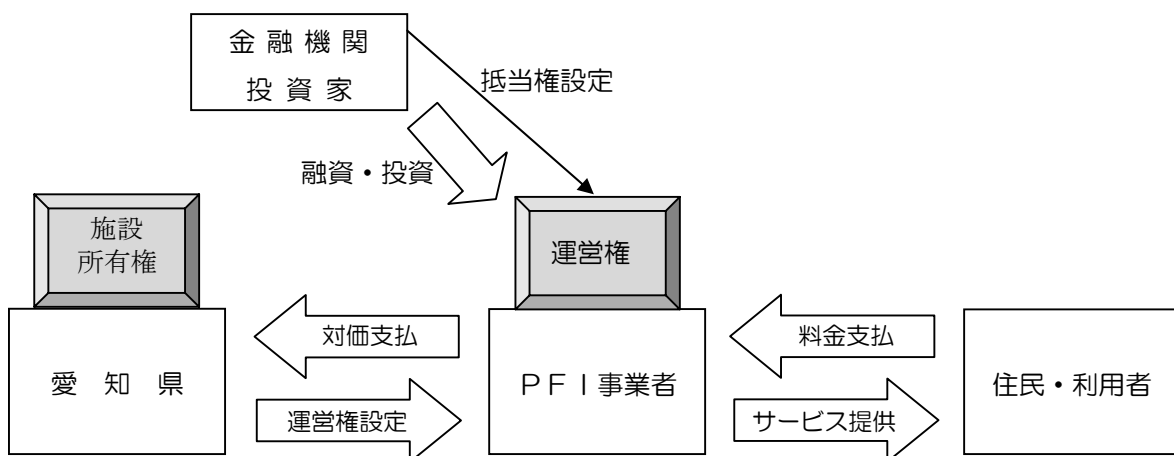 金融機関
投資家
抵当権設定
融資・投資
施設
所有権
運営権
対価支払
料金支払
愛知県
PFI事業者
住民・利用者
運営権設定
サービス提供